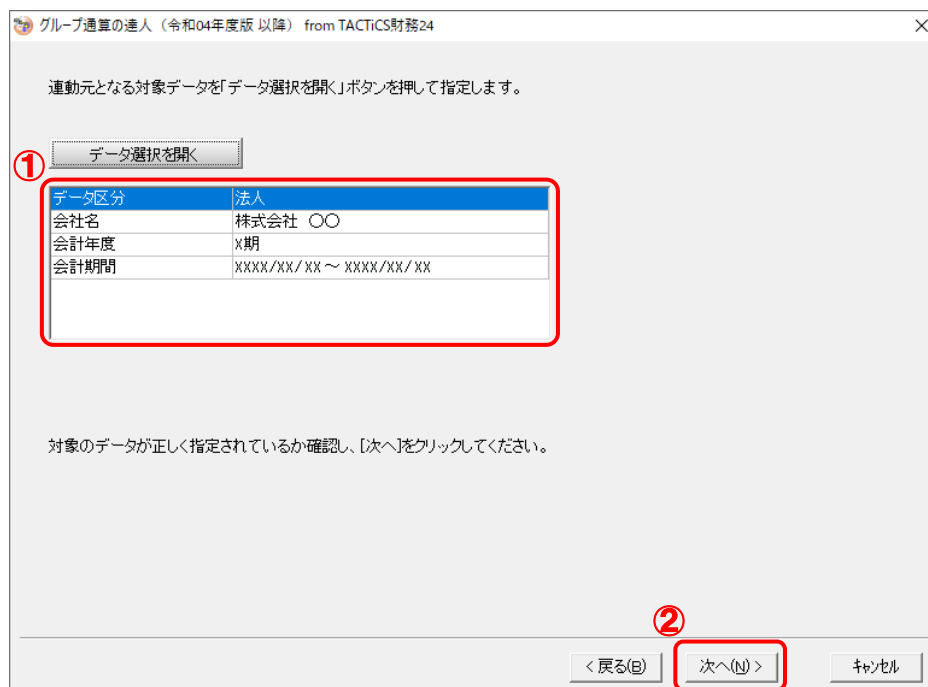 グループ通算の達人（令和04年度版 以降） from TACTiCS財務24
連動元となる対象データを「データ選択を開く」ボタンを押して指定します。
データ選択を開く
①
データ区分 法人
会社名 株式会社 〇〇
会計年度 X期
会計期間 XXXX/XX/XX ～ XXXX/XX/XX
対象のデータが正しく指定されているか確認し、[次へ]をクリックしてください。
②
< 戻る(B) 次へ(N) > キャンセル